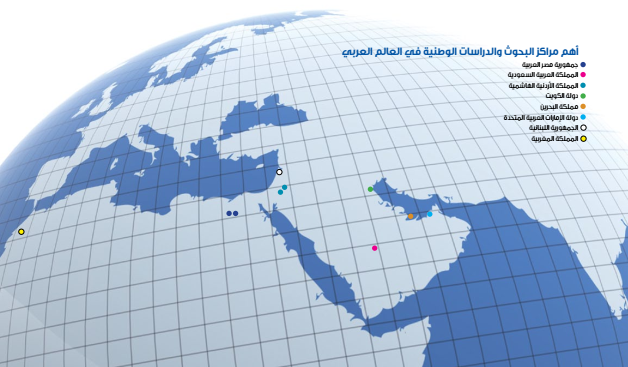 أهم مراكز البحوث والدراسات الوطنية في العالم العربي
جمهورية مصر العربية
المملكة العربية السعودية
المملكة الأردنية الهاشمية
دولة الكويت
مملكة البحرين
دولة الإمارات العربية المتحدة
الجمهورية اللبنانية
المملكة المغربية